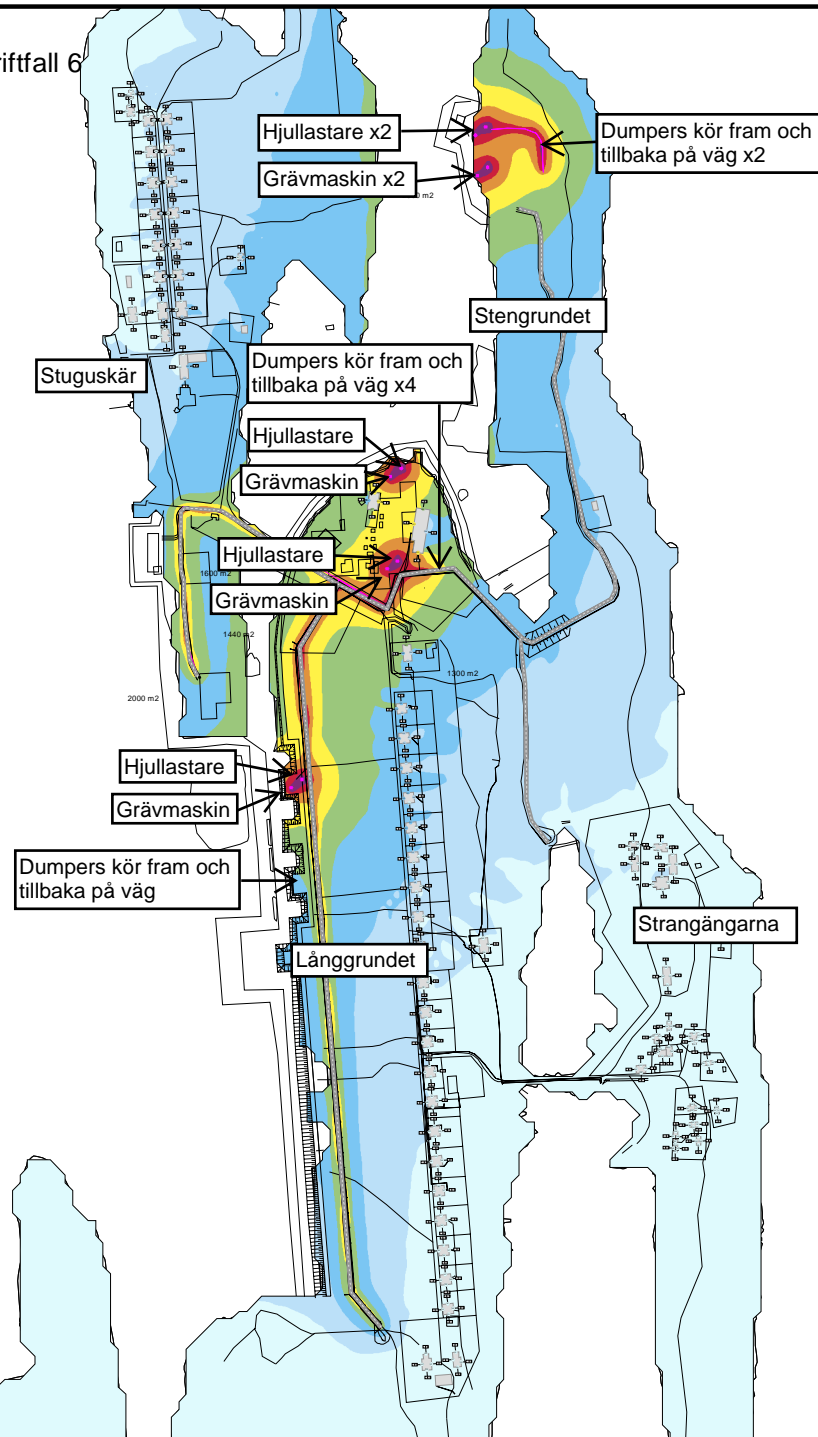 riftfall 6
Hjullastare x2
Dumpers kör fram och
tillbaka på väg x2
Grävmaskin x2
Stengrundet
Dumpers kör fram och
tillbaka på väg x4
Stuguskär
Hjullastare
Grävmaskin
Hjullastare
1600 m2
Grävmaskin
1440 m2
1300 m2
2000 m2
Hjullastare
Grävmaskin
Dumpers kör fram och
tillbaka på väg
Strangängarna
Långgrundet